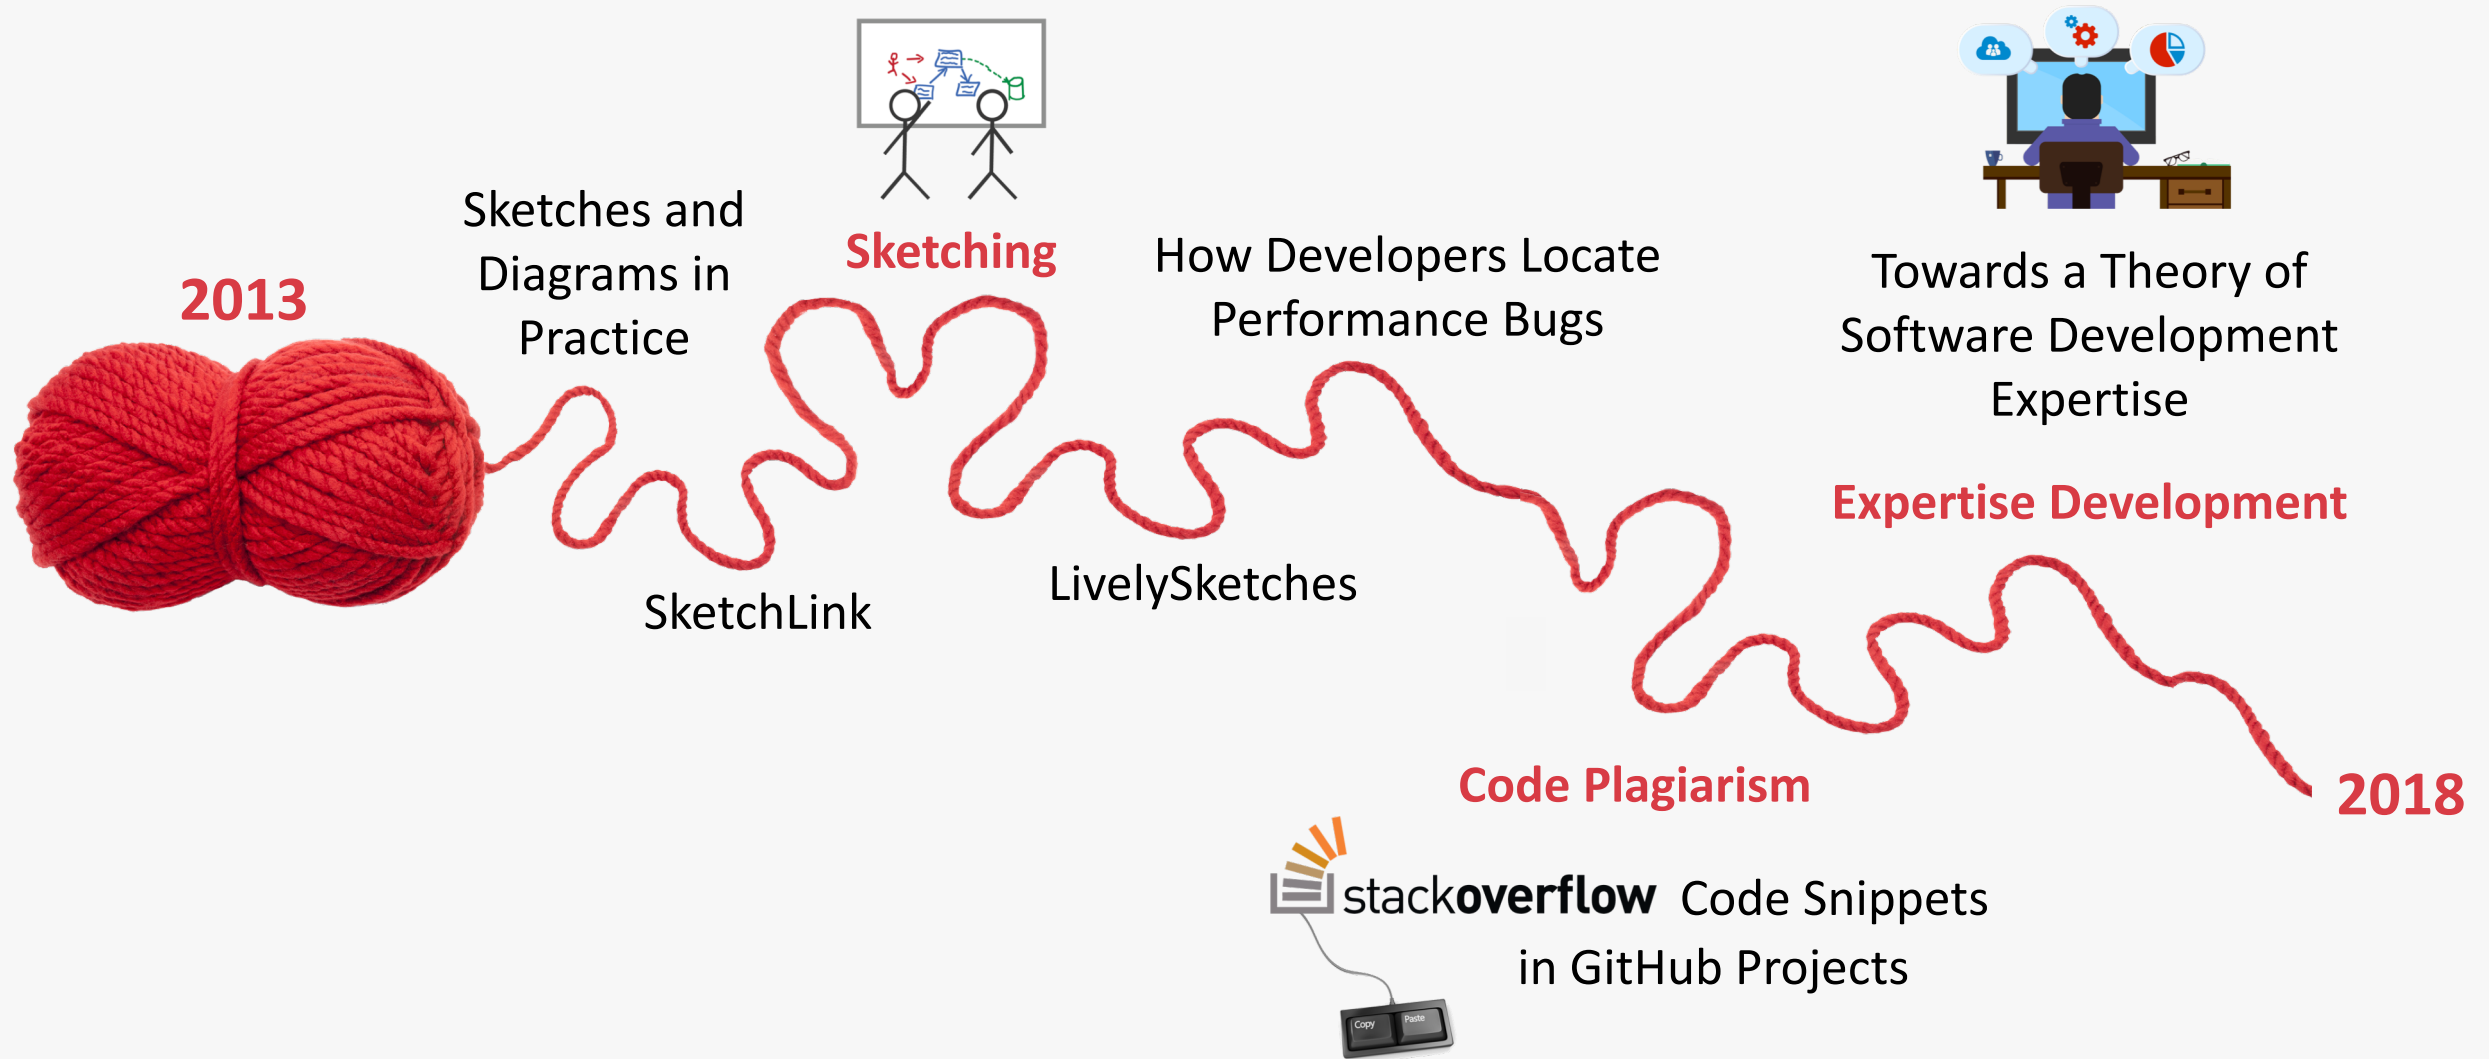 2013
Sketches and
Diagrams in
Practice
SketchLink
Sketching
LivelySketches
How Developers Locate
Performance Bugs
Towards a Theory of
Software Development
Expertise
Expertise Development
Code Plagiarism
stackoverflow Code Snippets
in GitHub Projects
Copy Paste
2018